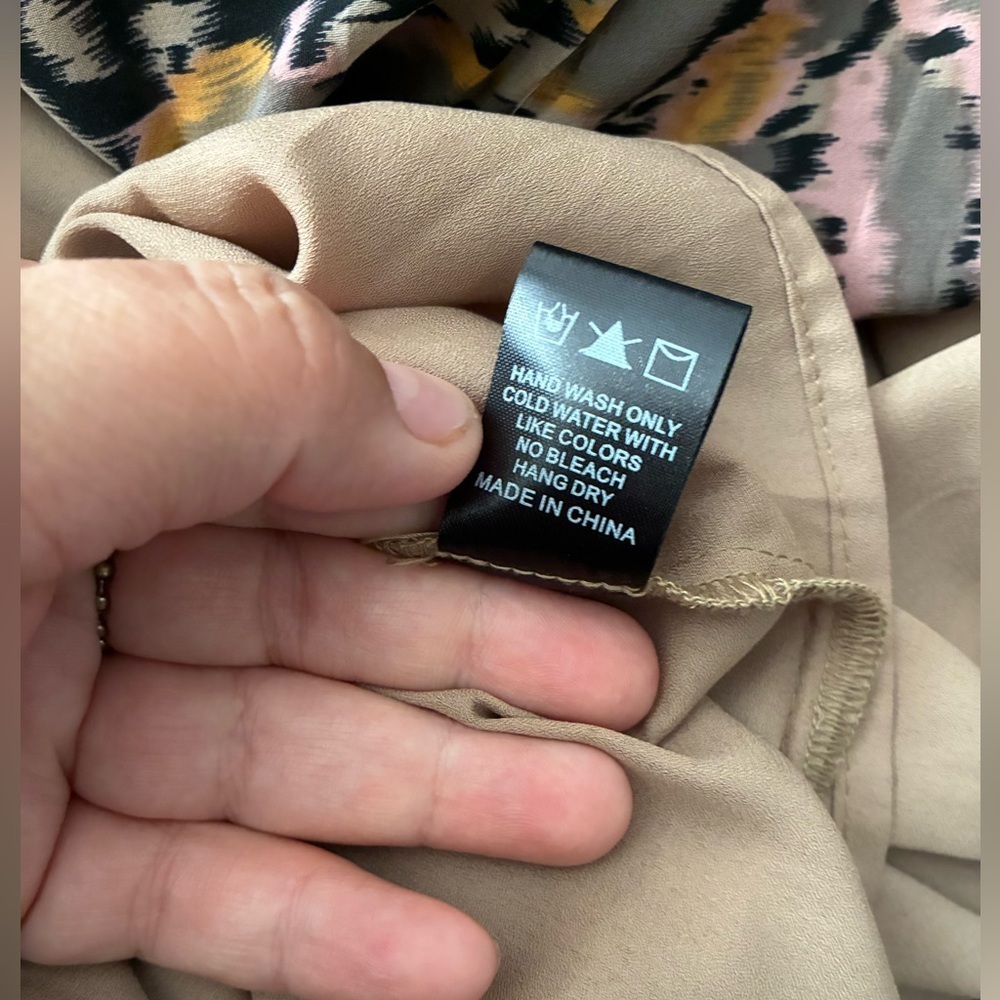 HAND WASH ONLY
COLD WATER WITH
LIKE COLORS
NO BLEACH
HANG DRY
MADE IN CHINA